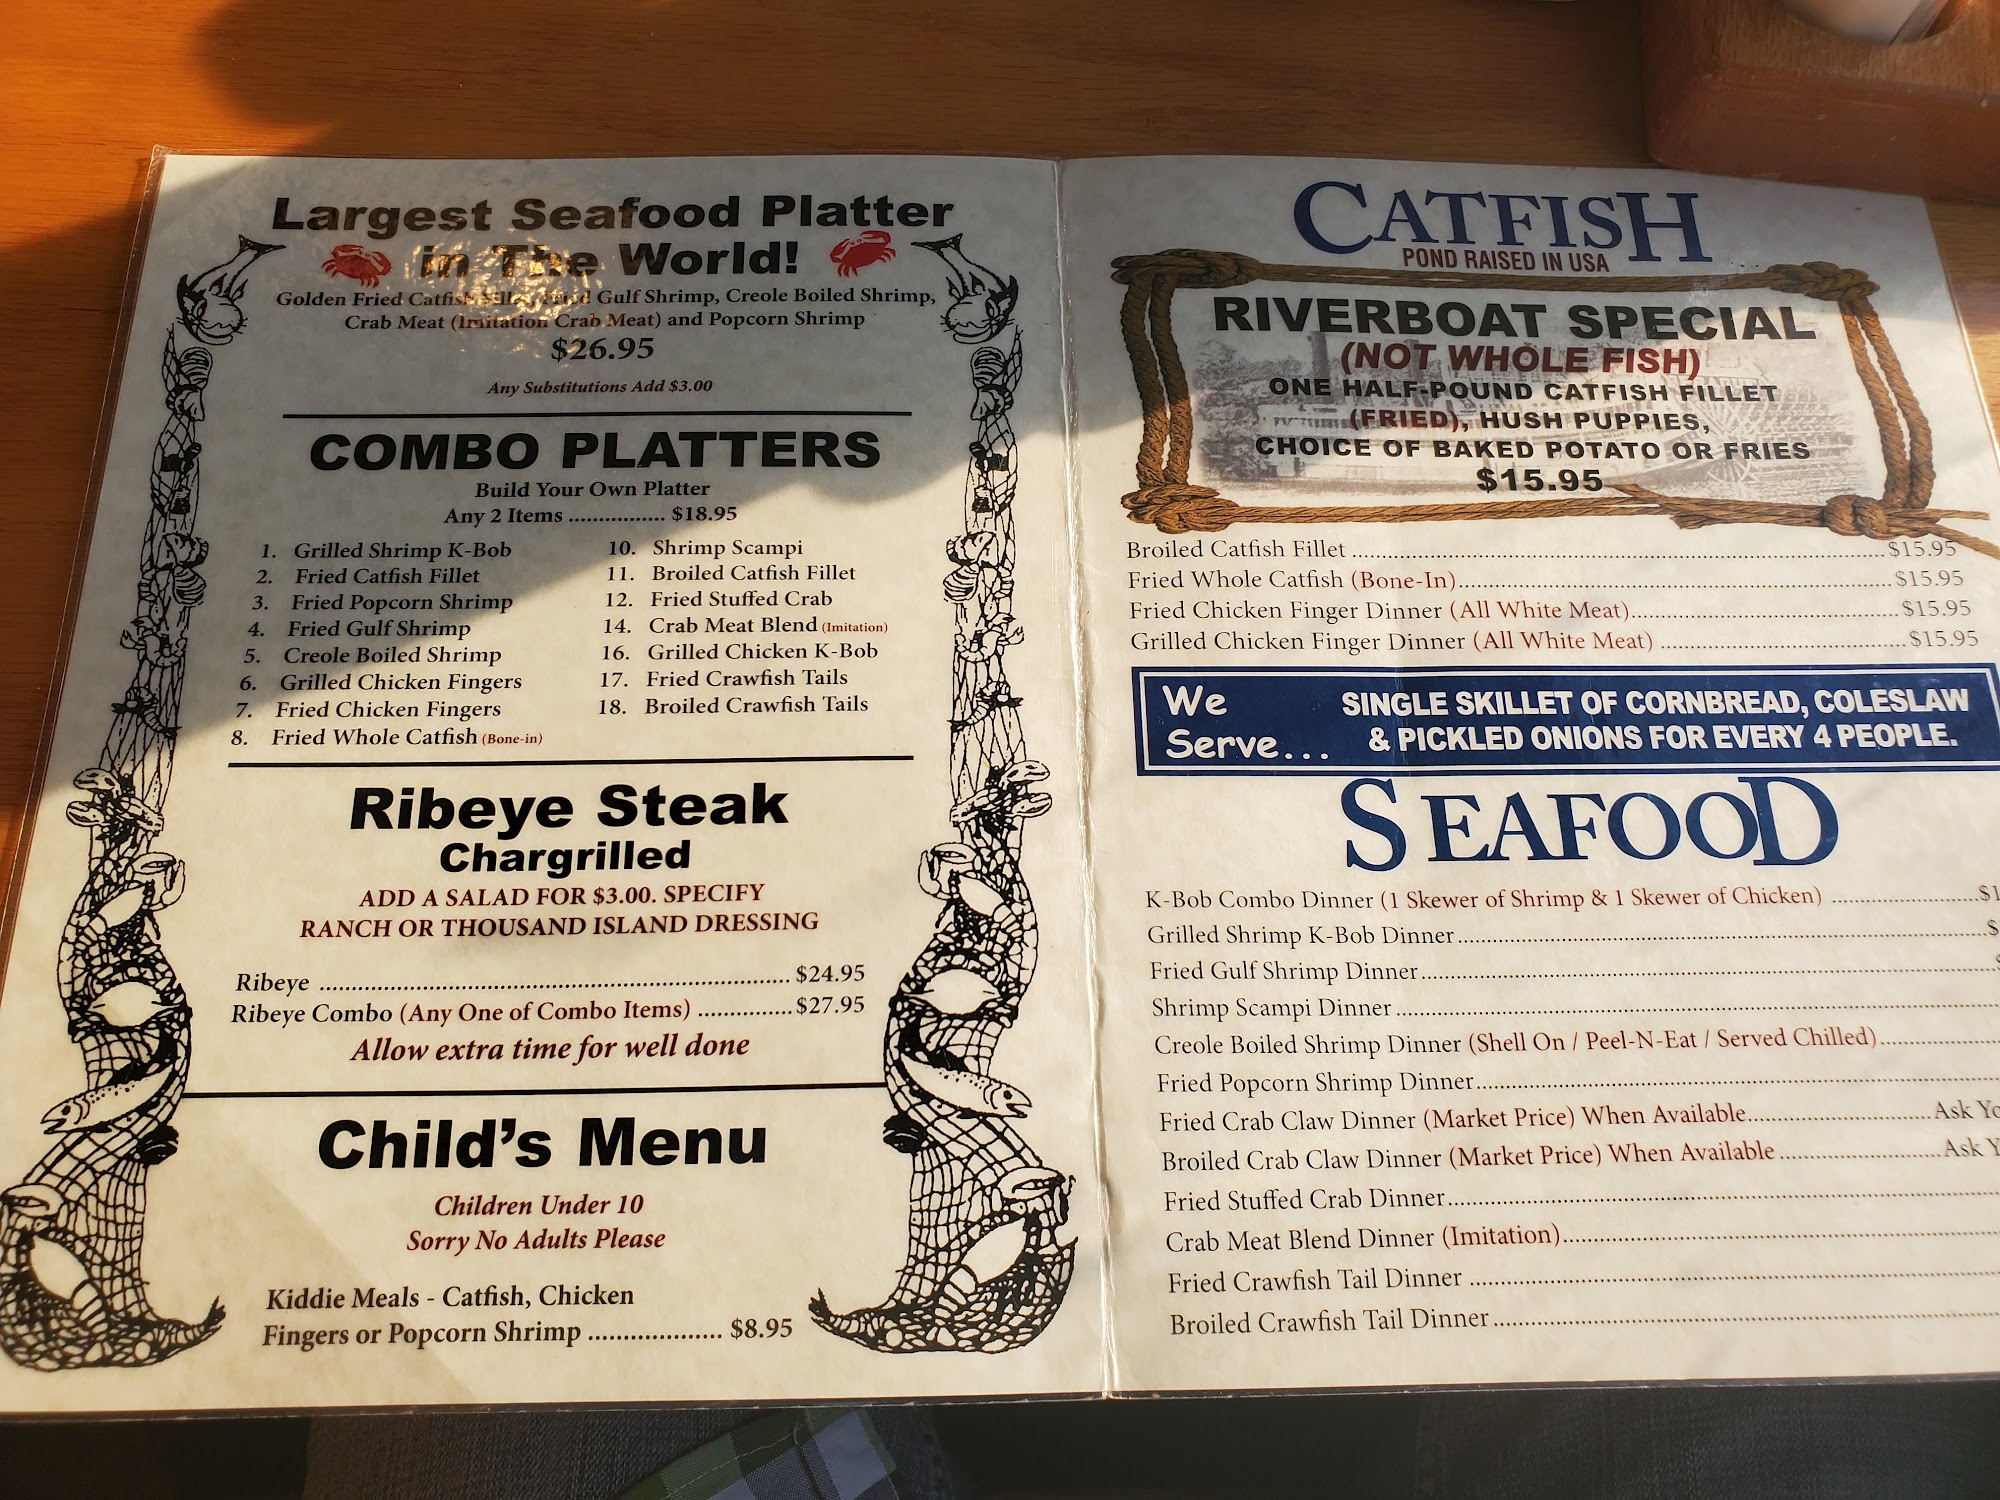 Largest Seafood Platter
in The World!
Golden Fried Catfish Fillet, Fried Gulf Shrimp, Creole Boiled Shrimp,
Crab Meat (Imitation Crab Meat) and Popcorn Shrimp
$26.95
Any Substitutions Add $3.00
COMBO PLATTERS
Build Your Own Platter
Any 2 Items ................ $18.95
1. Grilled Shrimp K-Bob
2. Fried Catfish Fillet
3. Fried Popcorn Shrimp
4. Fried Gulf Shrimp
5. Creole Boiled Shrimp
6. Grilled Chicken Fingers
7. Fried Chicken Fingers
8. Fried Whole Catfish (Bone-in)
10. Shrimp Scampi
11. Broiled Catfish Fillet
12. Fried Stuffed Crab
14. Crab Meat Blend (Imitation)
16. Grilled Chicken K-Bob
17. Fried Crawfish Tails
18. Broiled Crawfish Tails
Ribeye Steak
Chargrilled
ADD A SALAD FOR $3.00. SPECIFY
RANCH OR THOUSAND ISLAND DRESSING
Ribeye ........................ $24.95
Ribeye Combo (Any One of Combo Items) ................ $27.95
Allow extra time for well done
Child's Menu
Children Under 10
Sorry No Adults Please
Kiddie Meals - Catfish, Chicken
Fingers or Popcorn Shrimp ...................... $8.95
CATFISH
POND RAISED IN USA
RIVERBOAT SPECIAL
(NOT WHOLE FISH)
ONE HALF-POUND CATFISH FILLET
(FRIED), HUSH PUPPIES,
CHOICE OF BAKED POTATO OR FRIES
$15.95
Broiled Catfish Fillet ........................ $15.95
Fried Whole Catfish (Bone-In)........................ $15.95
Fried Chicken Finger Dinner (All White Meat)........................ $15.95
Grilled Chicken Finger Dinner (All White Meat) ........................ $15.95
We Serve... SINGLE SKILLET OF CORNBREAD, COLESLAW
& PICKLED ONIONS FOR EVERY 4 PEOPLE.
SEAFOOD
K-Bob Combo Dinner (1 Skewer of Shrimp & 1 Skewer of Chicken) ........................ $1
Grilled Shrimp K-Bob Dinner........................ $
Fried Gulf Shrimp Dinner........................
Shrimp Scampi Dinner ........................
Creole Boiled Shrimp Dinner (Shell On / Peel-N-Eat / Served Chilled)........................
Fried Popcorn Shrimp Dinner........................
Fried Crab Claw Dinner (Market Price) When Available........................ Ask Yo
Broiled Crab Claw Dinner (Market Price) When Available ........................ Ask Y
Fried Stuffed Crab Dinner........................
Crab Meat Blend Dinner (Imitation)........................
Fried Crawfish Tail Dinner ........................
Broiled Crawfish Tail Dinner........................